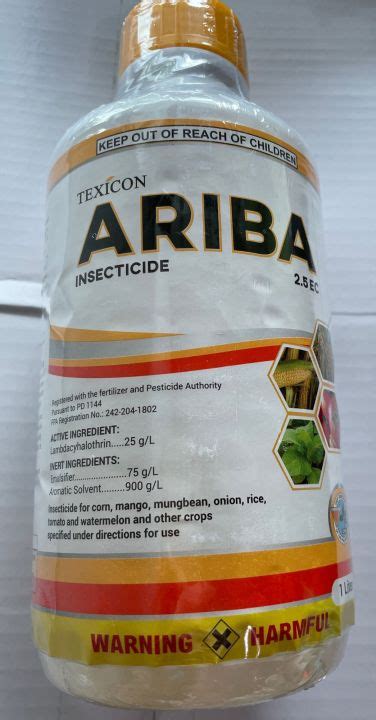 KEEP OUT OF REACH OF CHILDREN
TEXICON
ARIBA
INSECTICIDE
2.5 EC
Registered with the fertilizer and Pesticide Authority
Pursuant to PD 1144
FPA Registration No.: 242-204-1802
ACTIVE INGREDIENT:
Lambdacyhalothrin.....25 g/L
INERT INGREDIENTS:
Emulsifier......................75 g/L
Aromatic Solvent.........900 g/L
Insecticide for corn, mango, mungbean, onion, rice,
tomato and watermelon and other crops
specified under directions for use
1
WARNING HARMFUL